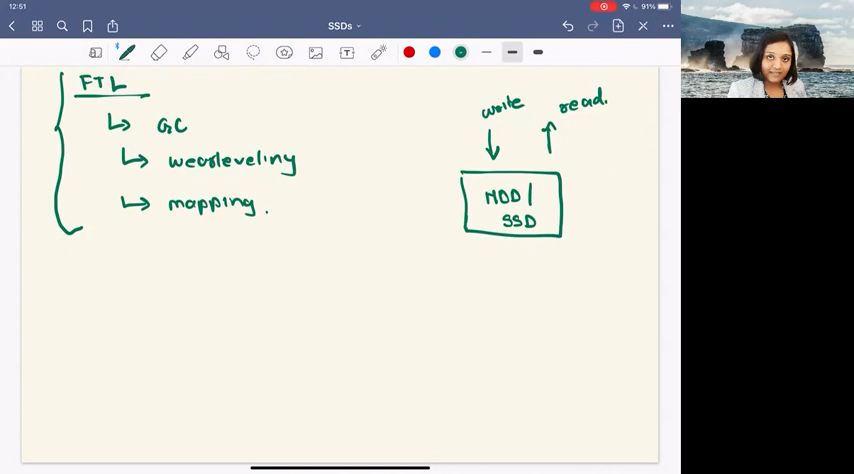 12:51
91%
SSDs
FTL
↳ GC
↳ wearleveling
↳ mapping.
write
read.
HDD |
SSD